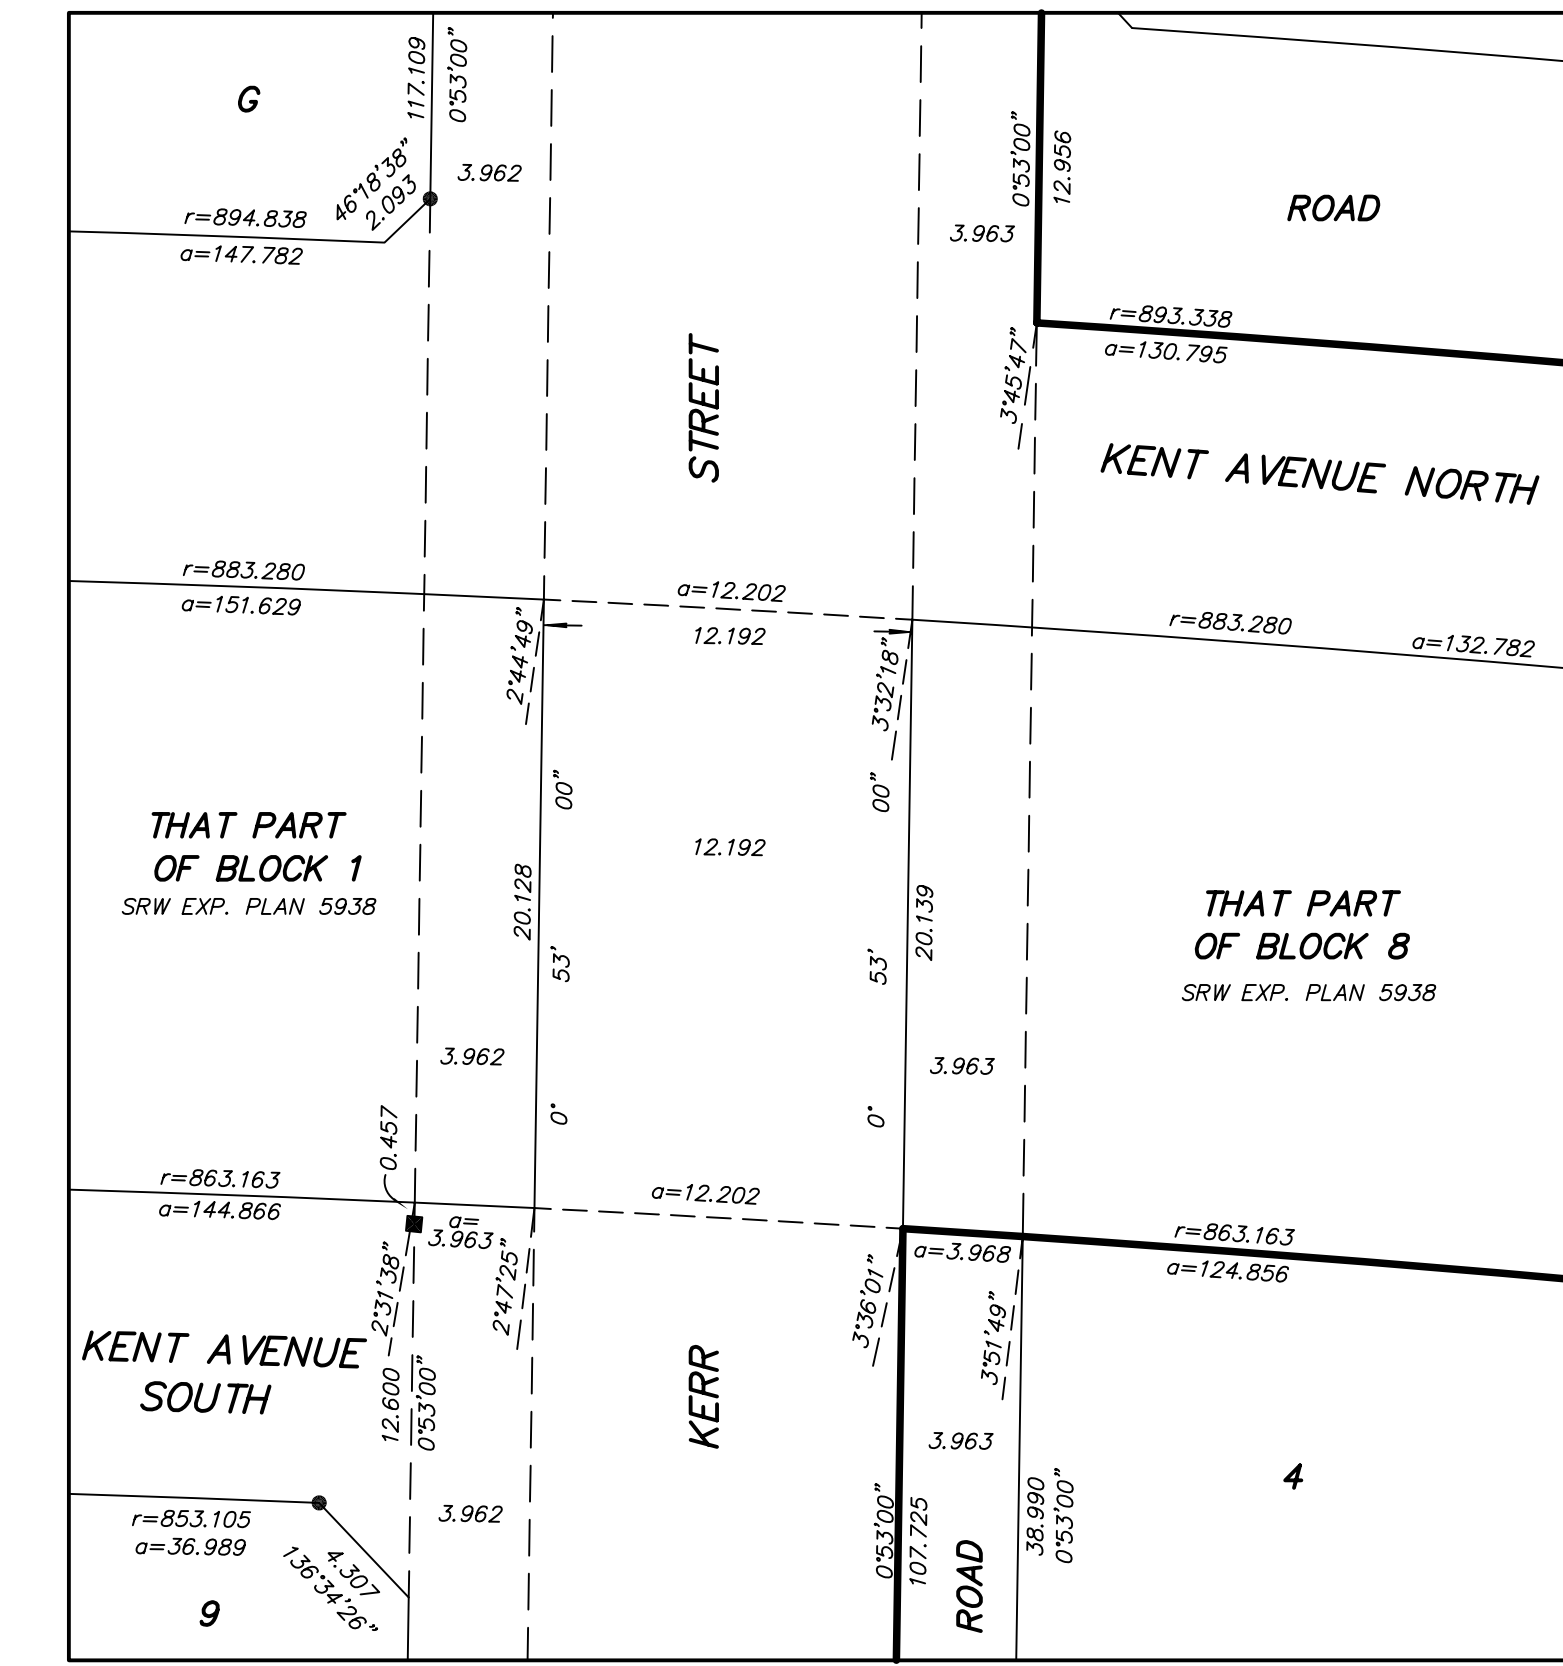 G
117.109
0°53'00"
46°18'38"
2.093
3.962
r=894.838
a=147.782
3.963
0°53'00"
12.956
ROAD
r=893.338
a=130.795
3°45'47"
STREET
KENT AVENUE NORTH
r=883.280
a=151.629
a=12.202
12.192
2°44'49"
3°32'18"
r=883.280
a=132.782
THAT PART
OF BLOCK 1
SRW EXP. PLAN 5938
20.128
0° 53' 00"
12.192
0° 53' 00"
20.139
THAT PART
OF BLOCK 8
SRW EXP. PLAN 5938
3.962
3.963
0.457
r=863.163
a=144.866
a=
3.963
a=12.202
a=3.968
r=863.163
a=124.856
2°31'38"
2°47'25"
3°36'01"
3°51'49"
KENT AVENUE
SOUTH
12.600
0°53'00"
KERR
3.963
r=853.105
a=36.989
4.307
136°34'26"
3.962
0°53'00"
107.725
ROAD
38.990
0°53'00"
4
9